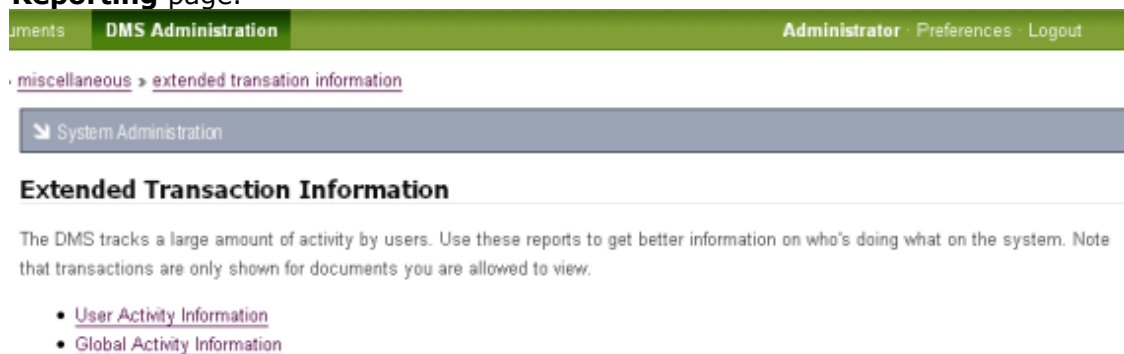 Reporting page.
uments DMS Administration Administrator · Preferences · Logout
miscellaneous » extended transation information
System Administration
Extended Transaction Information
The DMS tracks a large amount of activity by users. Use these reports to get better information on who's doing what on the system. Note
that transactions are only shown for documents you are allowed to view.
• User Activity Information
• Global Activity Information